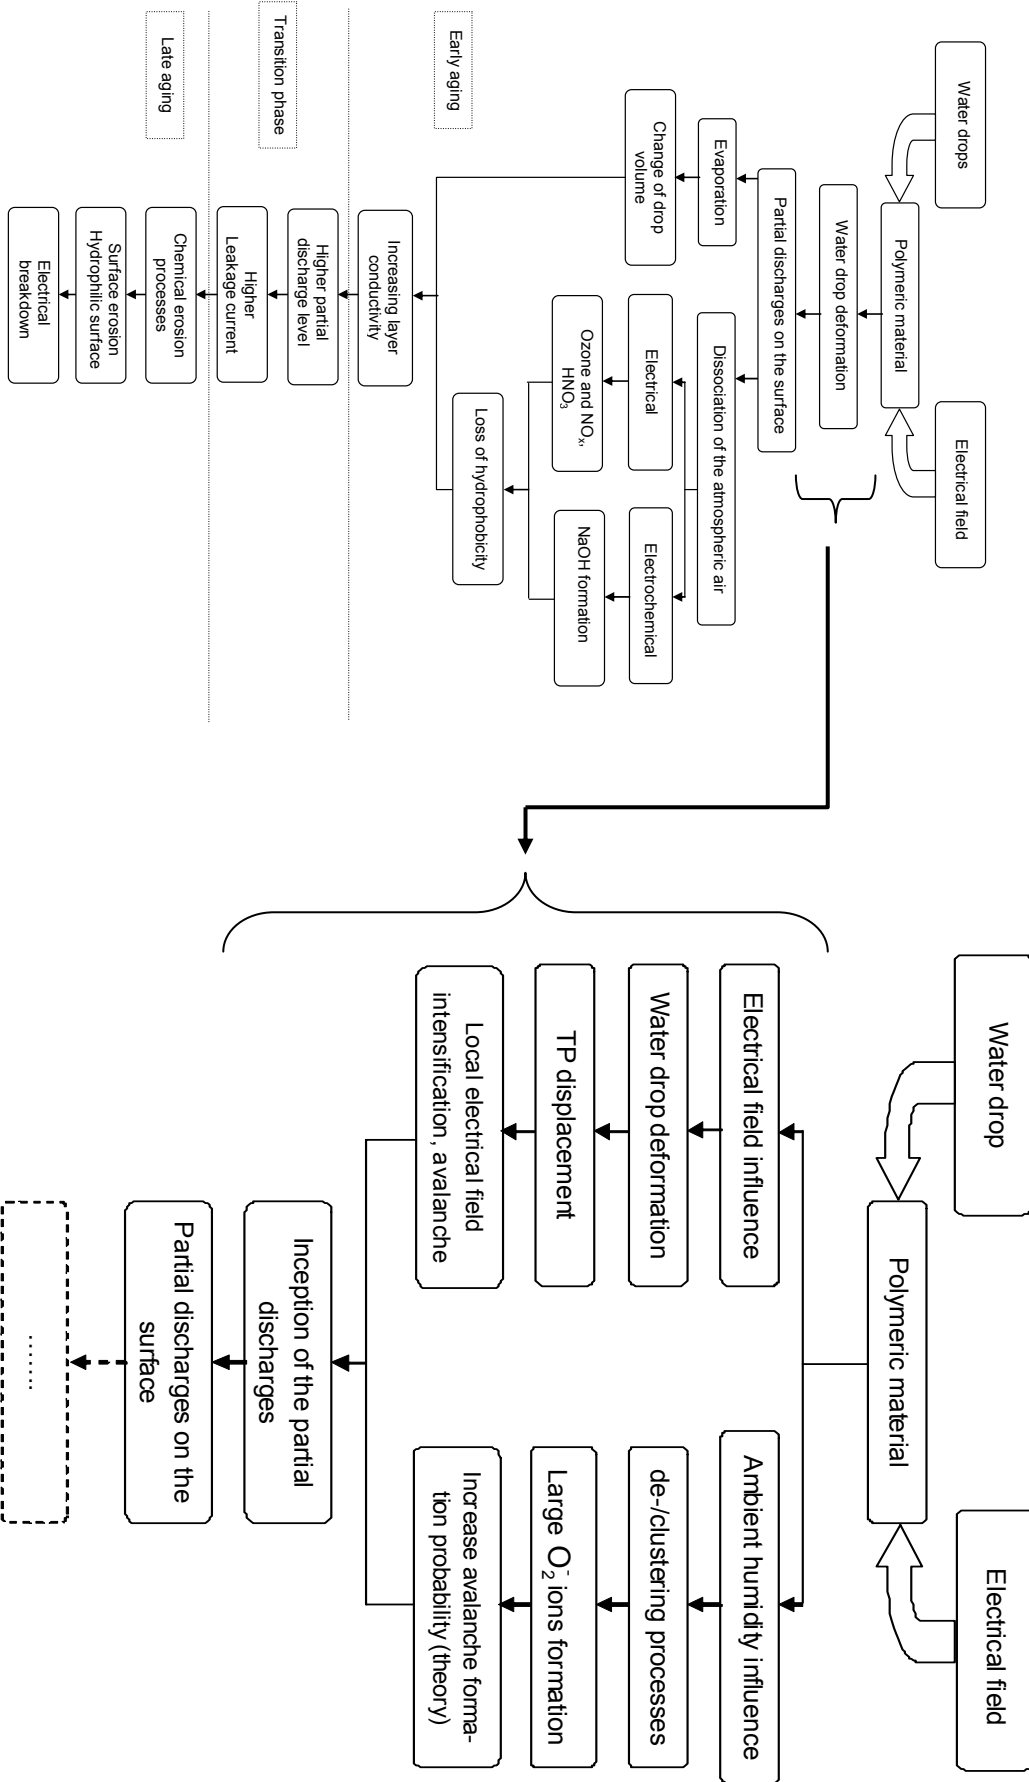 Water drops
Electrical field
Polymeric material
Water drop deformation
Partial discharges on the surface
Evaporation
Dissociation of the atmospheric air
Change of drop
volume
Electrical
Electrochemical
Ozone and NOx,
HNO3
NaOH formation
Loss of hydrophobicity
Early aging
Increasing layer
conductivity
Transition phase
Higher partial
discharge level
Higher
Leakage current
Late aging
Chemical erosion
processes
Surface erosion
Hydrophilic surface
Electrical
breakdown
Water drop
Electrical field
Polymeric material
Electrical field influence
Ambient humidity influence
Water drop deformation
de-/clustering processes
TP displacement
Large O2- ions formation
Local electrical field
intensification, avalanche
Increase avalanche forma-
tion probability (theory)
Inception of the partial
discharges
Partial discharges on the
surface
.......